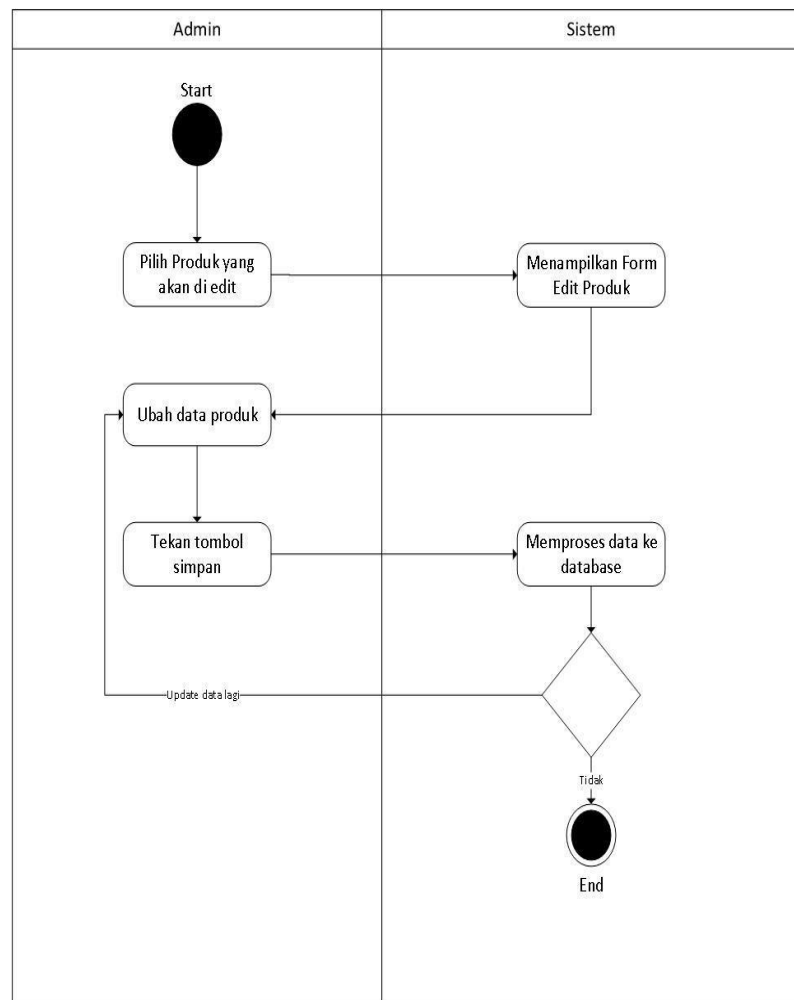 Admin
Sistem
Start
Pilih Produk yang
akan di edit
Menampilkan Form
Edit Produk
Ubah data produk
Tekan tombol
simpan
Memproses data ke
database
Update data lagi
Tidak
End